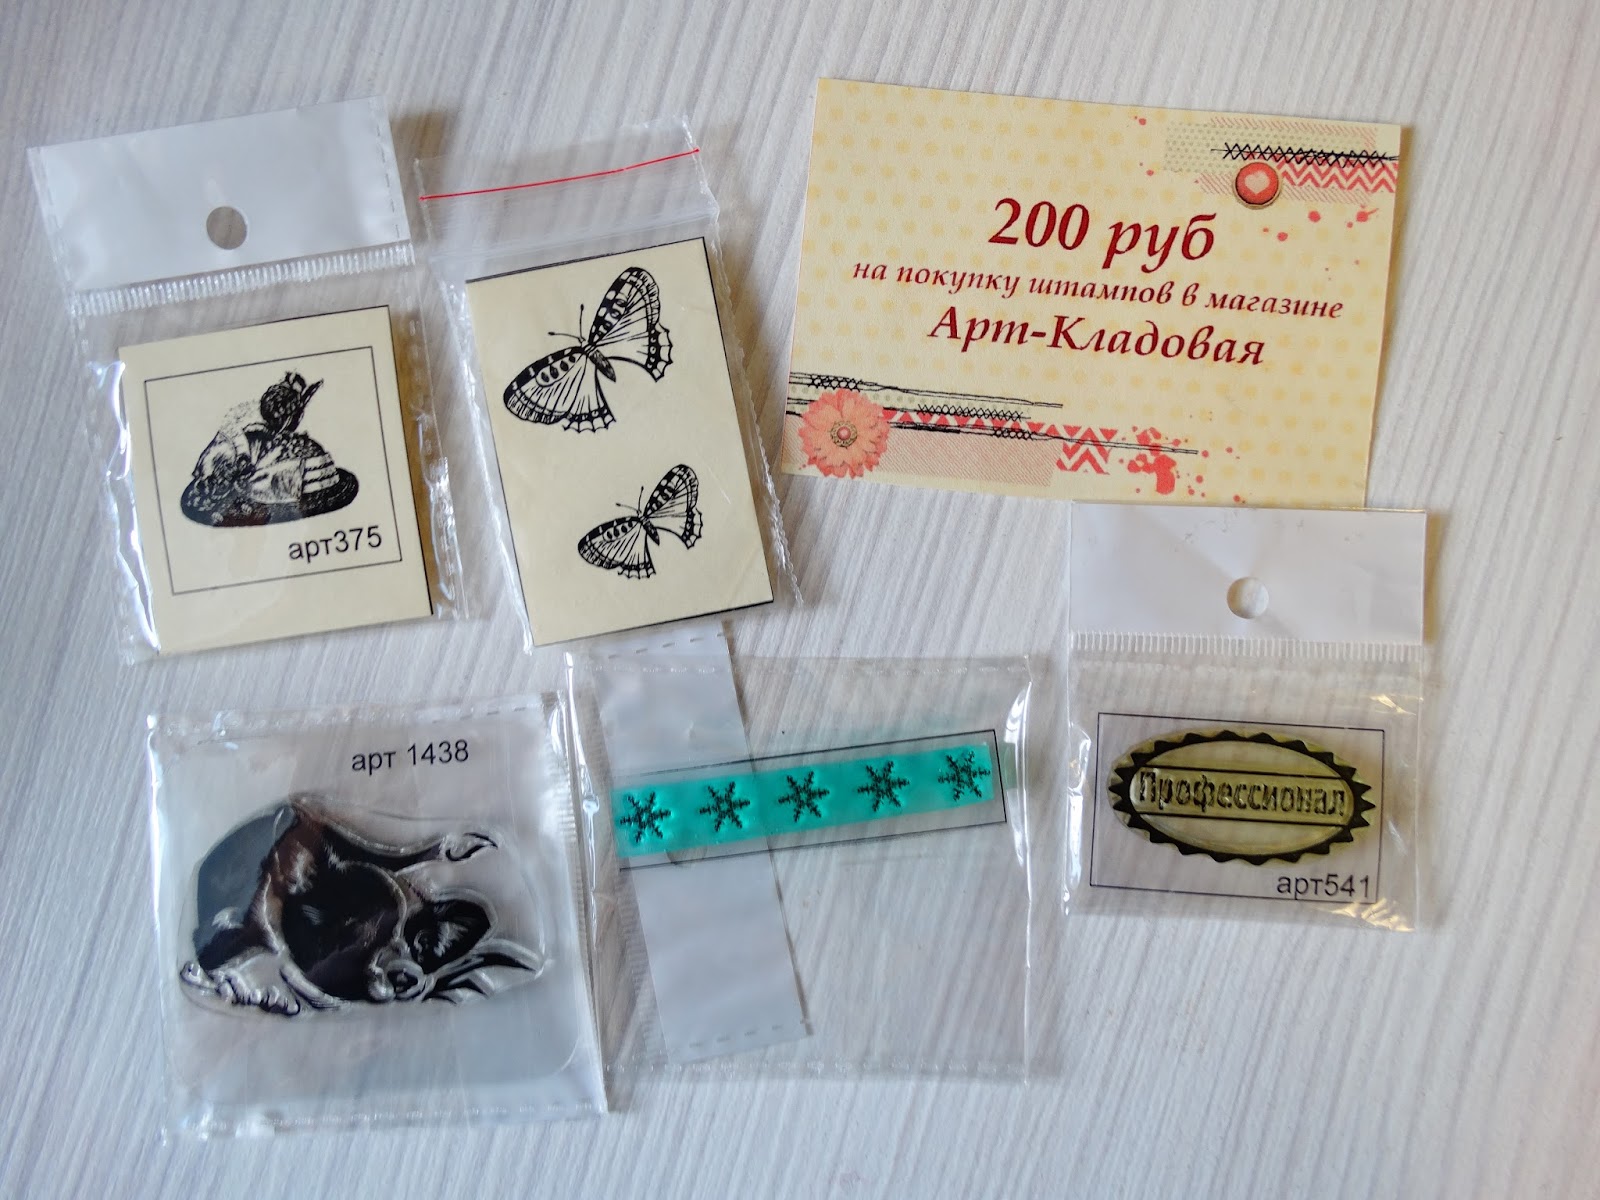 200 руб
на покупку штампов в магазине
Арт-Кладовая
арт375
арт 1438
Профессионал
арт541